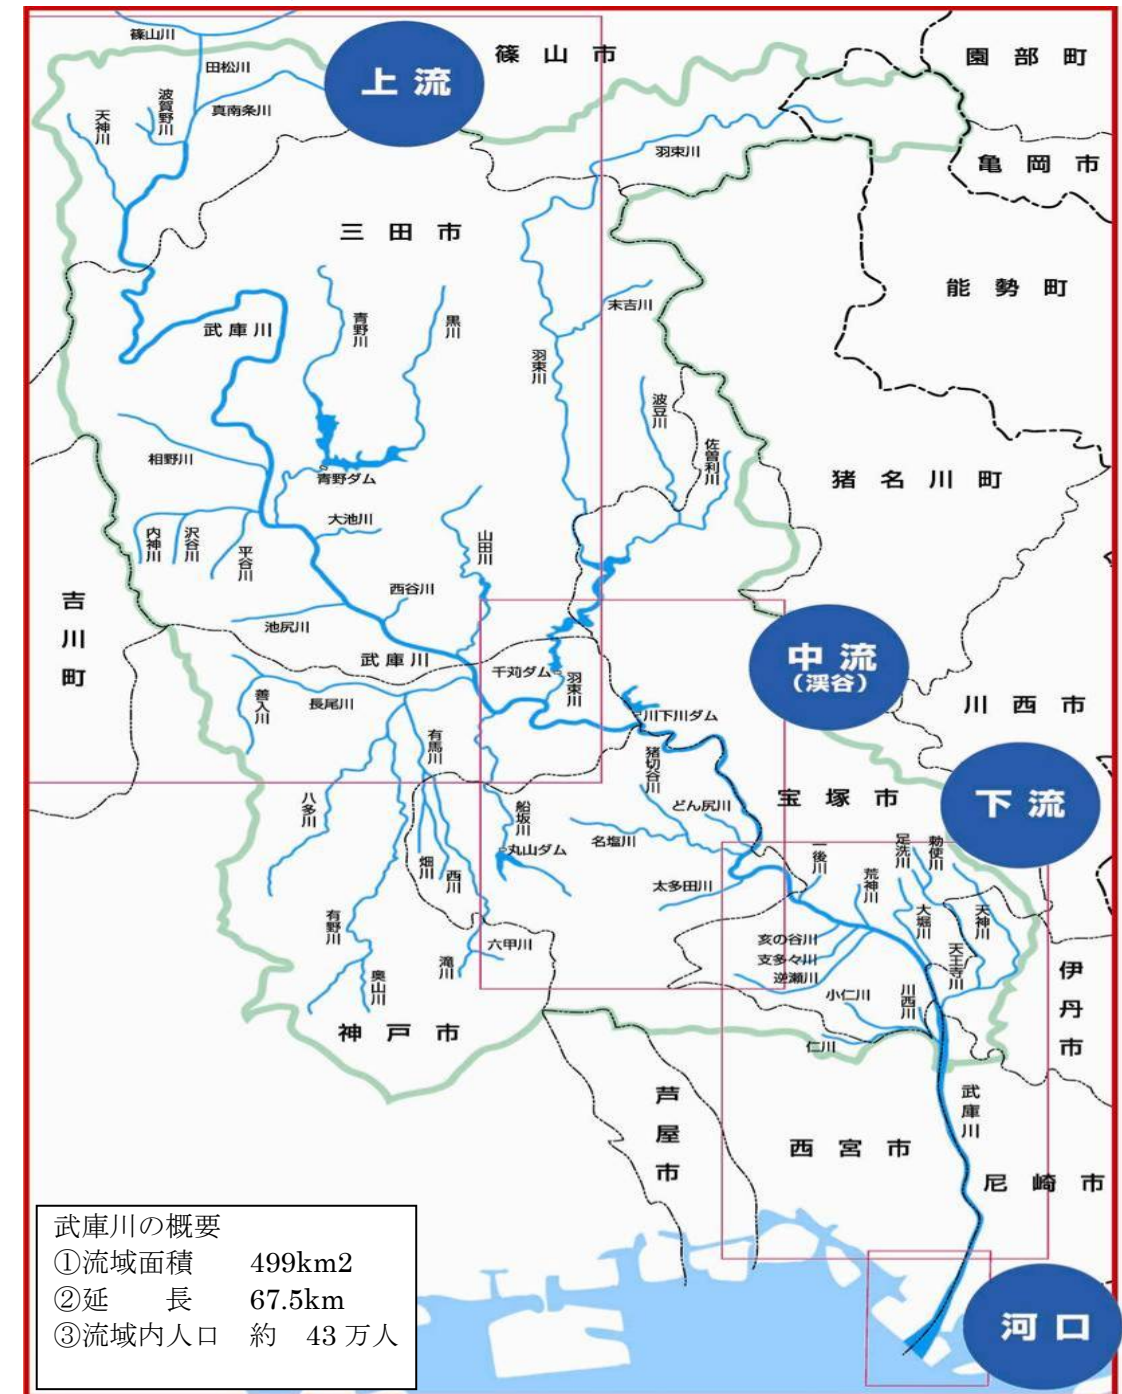 篠山川
田松川
波賀野川
真南条川
天神川
上流
篠山市
園部町
亀岡市
羽束川
三田市
能勢町
武庫川
青野川
黒川
羽束川
末吉川
波豆川
佐曽利川
猪名川町
相野川
青野ダム
大池川
内神川
沢谷川
平谷川
山田川
西谷川
池尻川
吉川町
武庫川
千苅ダム
羽束川
中流
(渓谷)
川西市
善入川
長尾川
有馬川
川下川ダム
猪切谷川
どん尻川
宝塚市
下流
八多川
船坂川
丸山ダム
名塩川
畑川
西川
太多田川
一後川
荒神川
足洗川
勅使川
大堀川
天神川
天王寺川
有野川
六甲川
滝川
奥山川
亥の谷川
支多々川
逆瀬川
小仁川
川西川
仁川
伊丹市
神戸市
芦屋市
西宮市
武庫川
尼崎市
河口
武庫川の概要
①流域面積 499km2
②延 長 67.5km
③流域内人口 約 43 万人